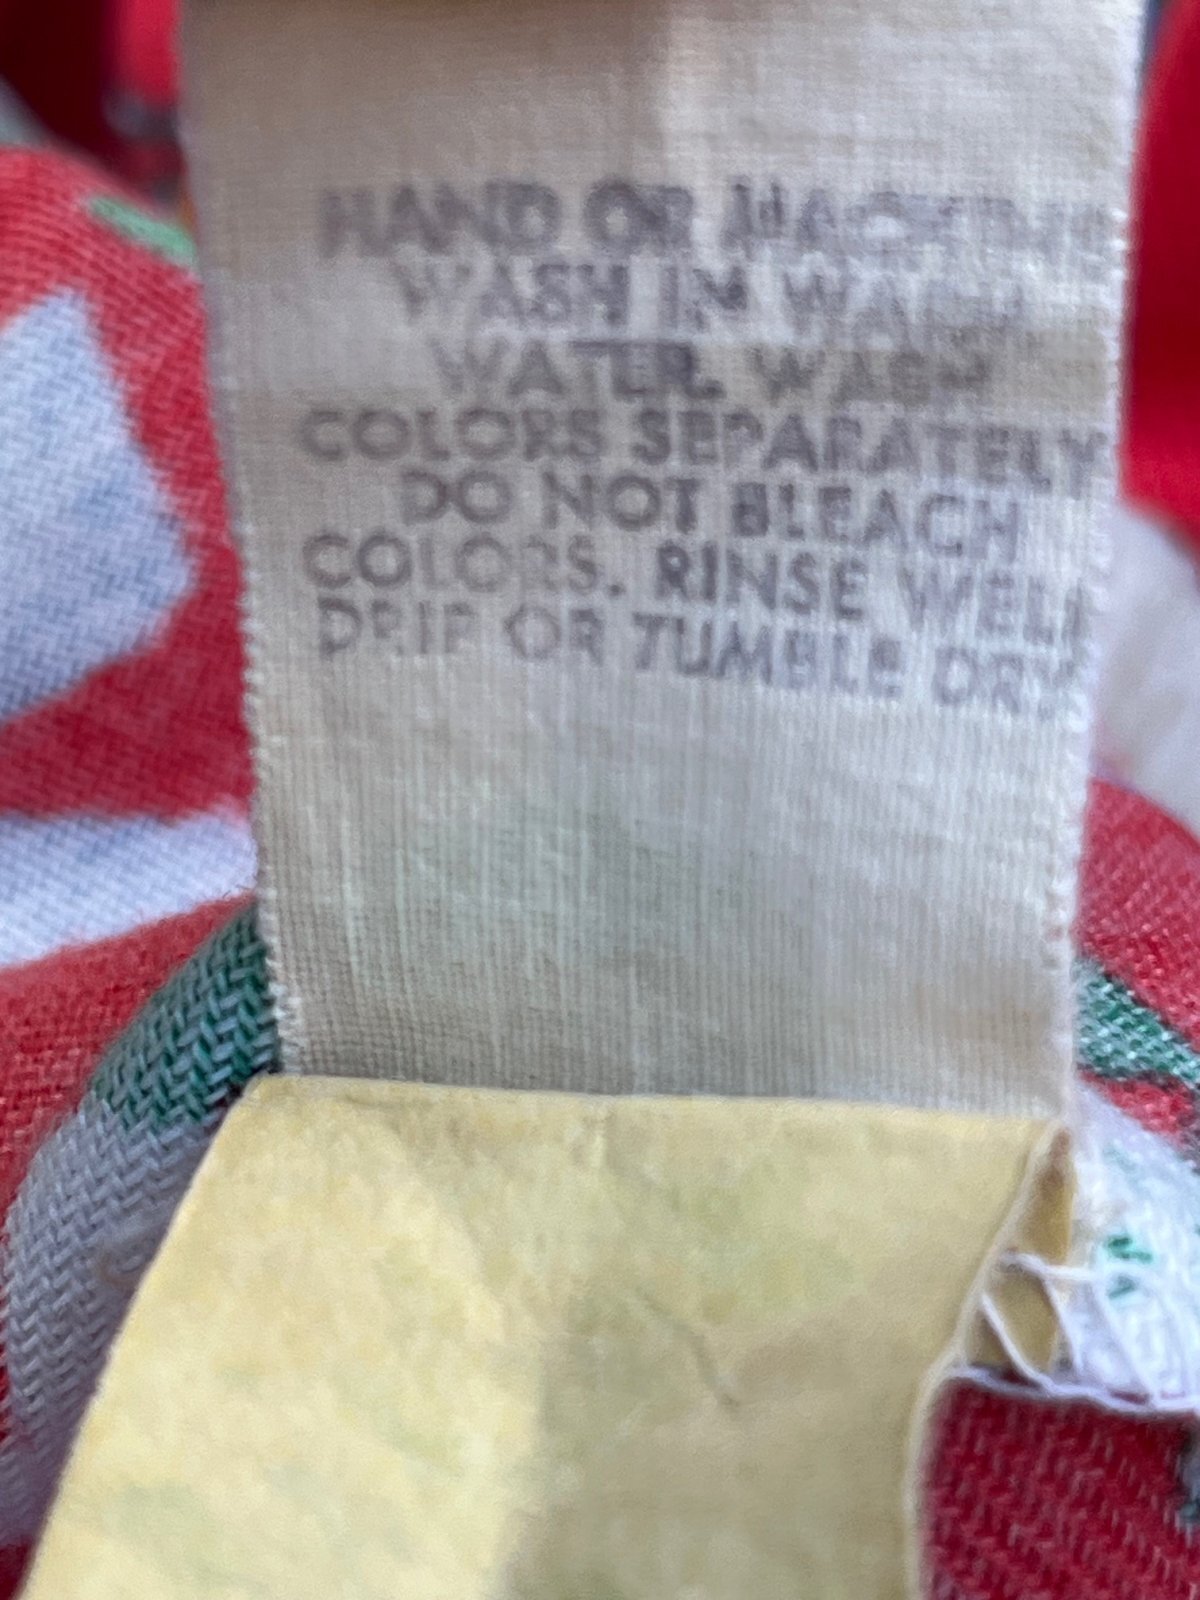 HAND OR MACHINE
WASH IN WARM
WATER. WASH
COLORS SEPARATELY
DO NOT BLEACH
COLORS. RINSE WELL
DRIP OR TUMBLE DRY